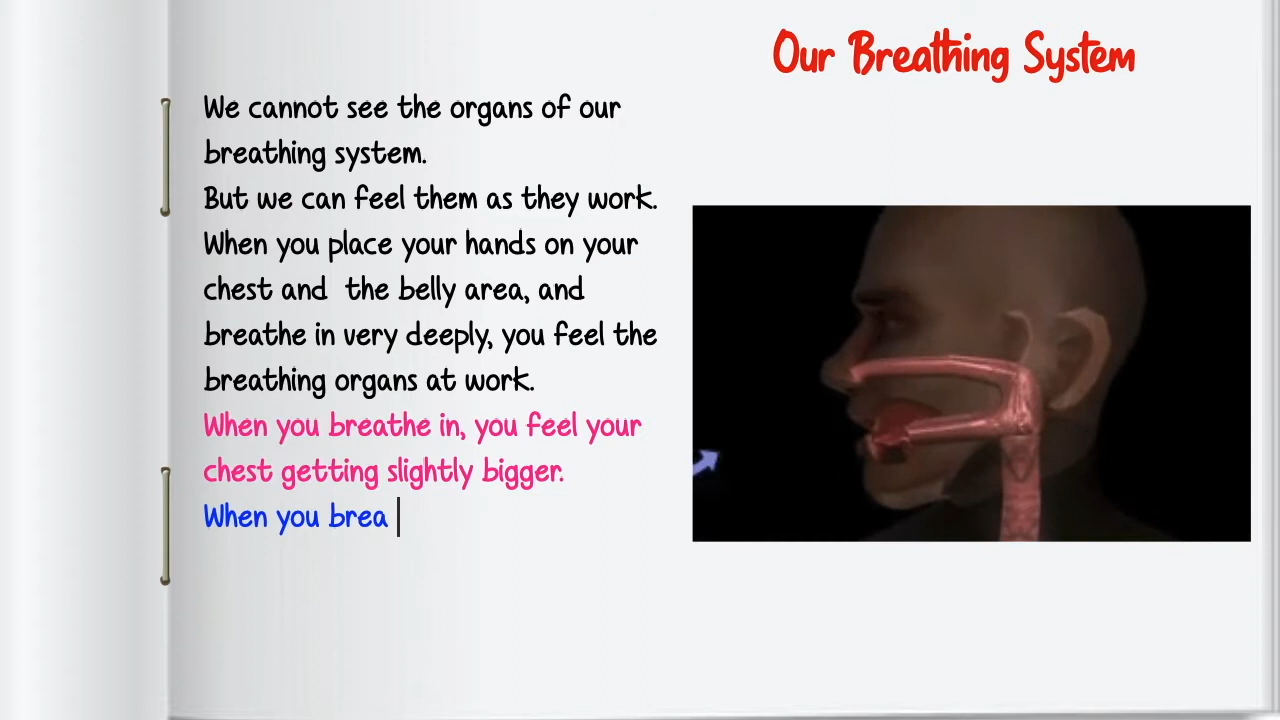 Our Breathing System
We cannot see the organs of our
breathing system.
But we can feel them as they work.
When you place your hands on your
chest and  the belly area, and
breathe in very deeply, you feel the
breathing organs at work.
When you breathe in, you feel your
chest getting slightly bigger.
When you brea